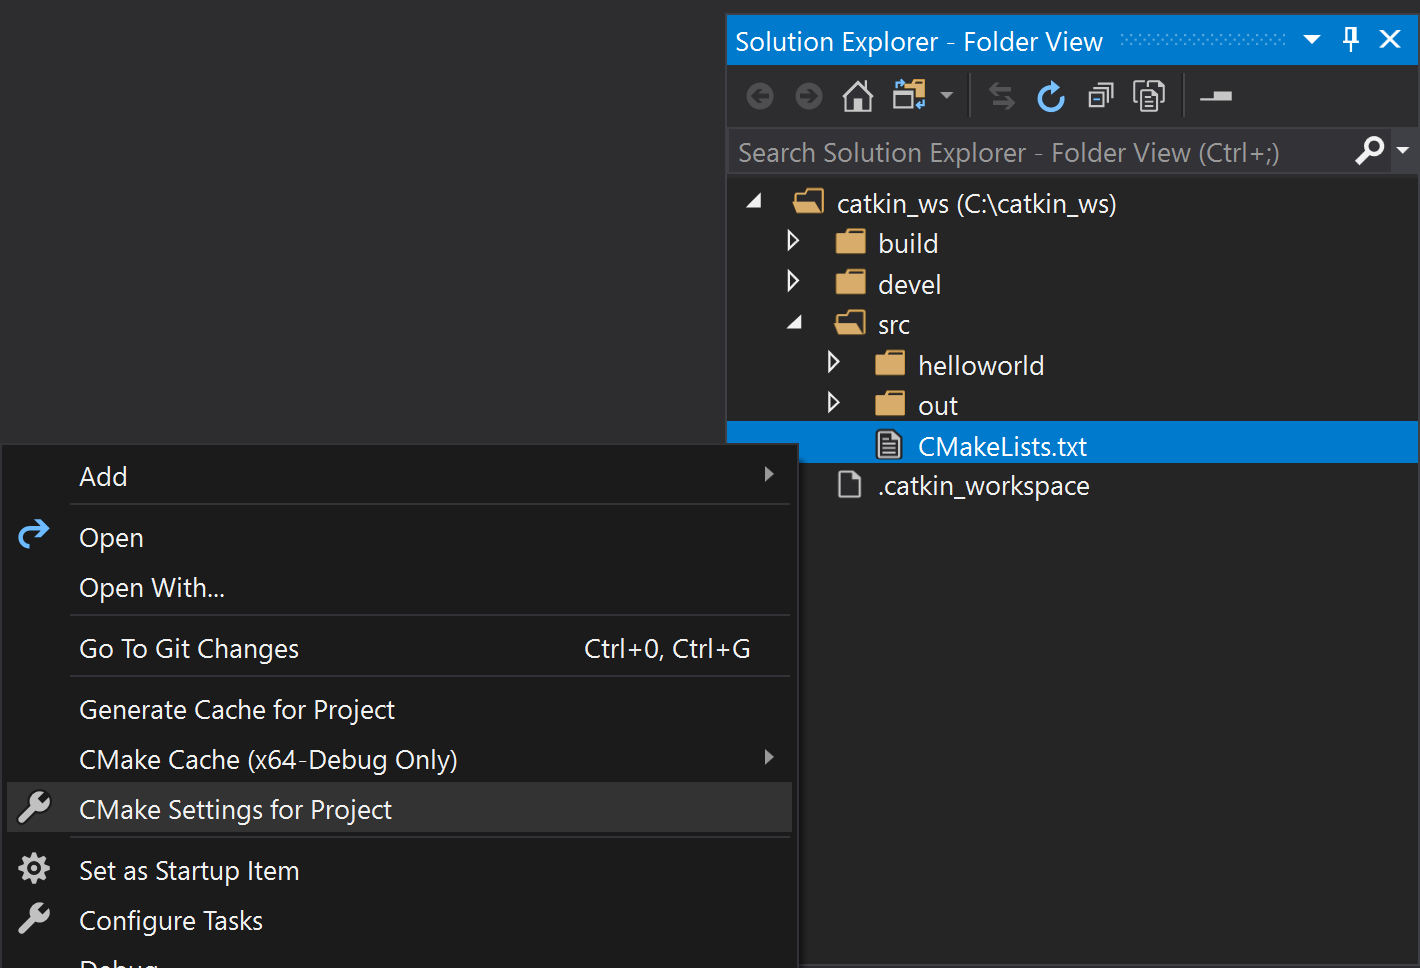 Solution Explorer - Folder View
Search Solution Explorer - Folder View (Ctrl+;)
catkin_ws (C:\catkin_ws)
build
devel
src
helloworld
out
CMakeLists.txt
.catkin_workspace
Add
Open
Open With...
Go To Git Changes Ctrl+0, Ctrl+G
Generate Cache for Project
CMake Cache (x64-Debug Only)
CMake Settings for Project
Set as Startup Item
Configure Tasks
Debug